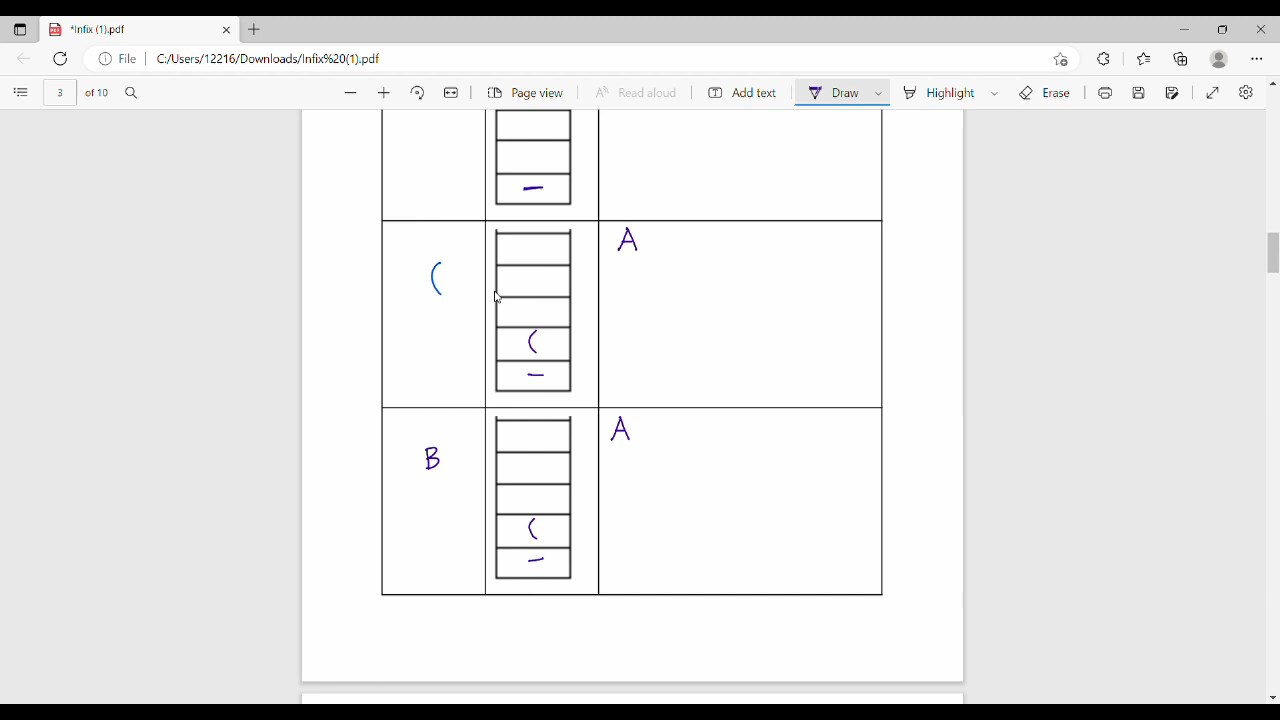 *Infix (1).pdf
File C:/Users/12216/Downloads/Infix%20(1).pdf
3 of 10 Page view Read aloud Add text Draw Highlight Erase
–
( A
(
–
B A
(
–